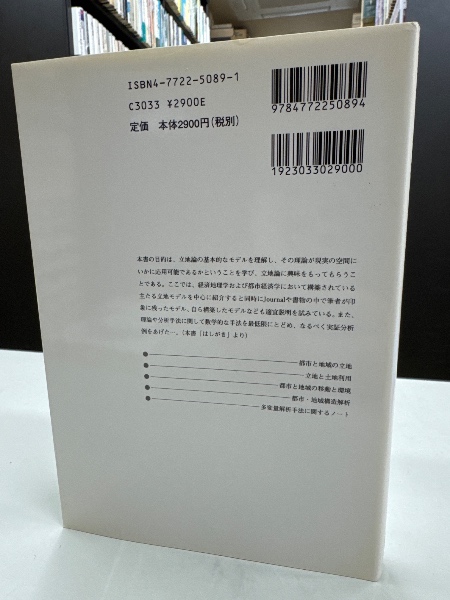 ISBN4-7722-5089-1
C3033 ¥2900E
定価 本体2900円(税別)
9784772250894
1923033029000
本書の目的は、立地論の基本的なモデルを理解し、その理論が現実の空間に
いかに応用可能であるかということを学び、立地論に興味をもってもらうこ
とである。ここでは、経済地理学および都市経済学において構築されている
主たる立地モデルを中心に紹介すると同時にJournalや書物の中で筆者が印
象に残ったモデル、自ら構築したモデルなども適宜説明を試みている。また、
理論や分析手法に関して数学的な手法を最低限にとどめ、なるべく実証分析
例をあげた…。(本書「はしがき」より)
都市と地域の立地
立地と土地利用
都市と地域の移動と環境
都市・地域構造解析
多変量解析手法に関するノート